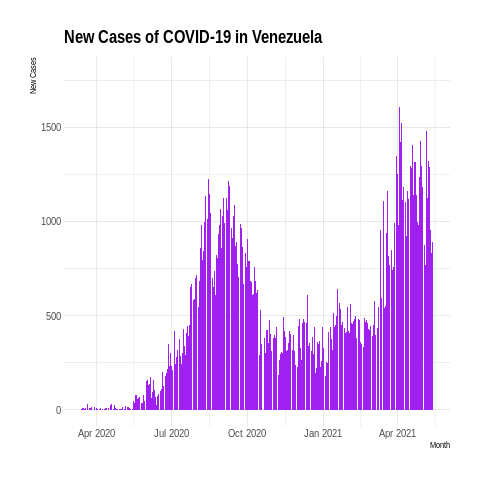 New Cases of COVID-19 in Venezuela
New Cases
1500
1000
500
0
Apr 2020 Jul 2020 Oct 2020 Jan 2021 Apr 2021
Month